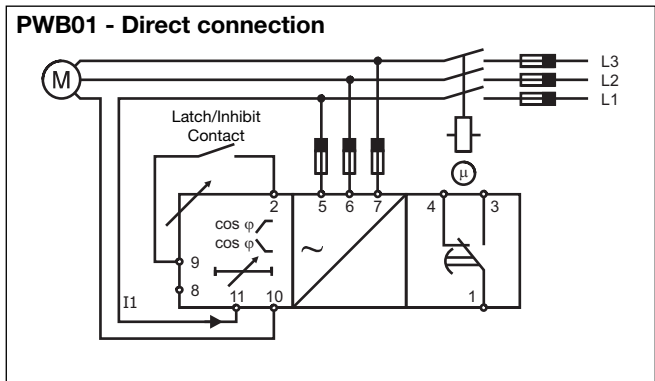 PWB01 - Direct connection
L3
M
L2
L1
Latch/Inhibit
Contact
µ
2
5
6
7
4
3
cos φ
cos φ
~
9
8
11
10
1
I1